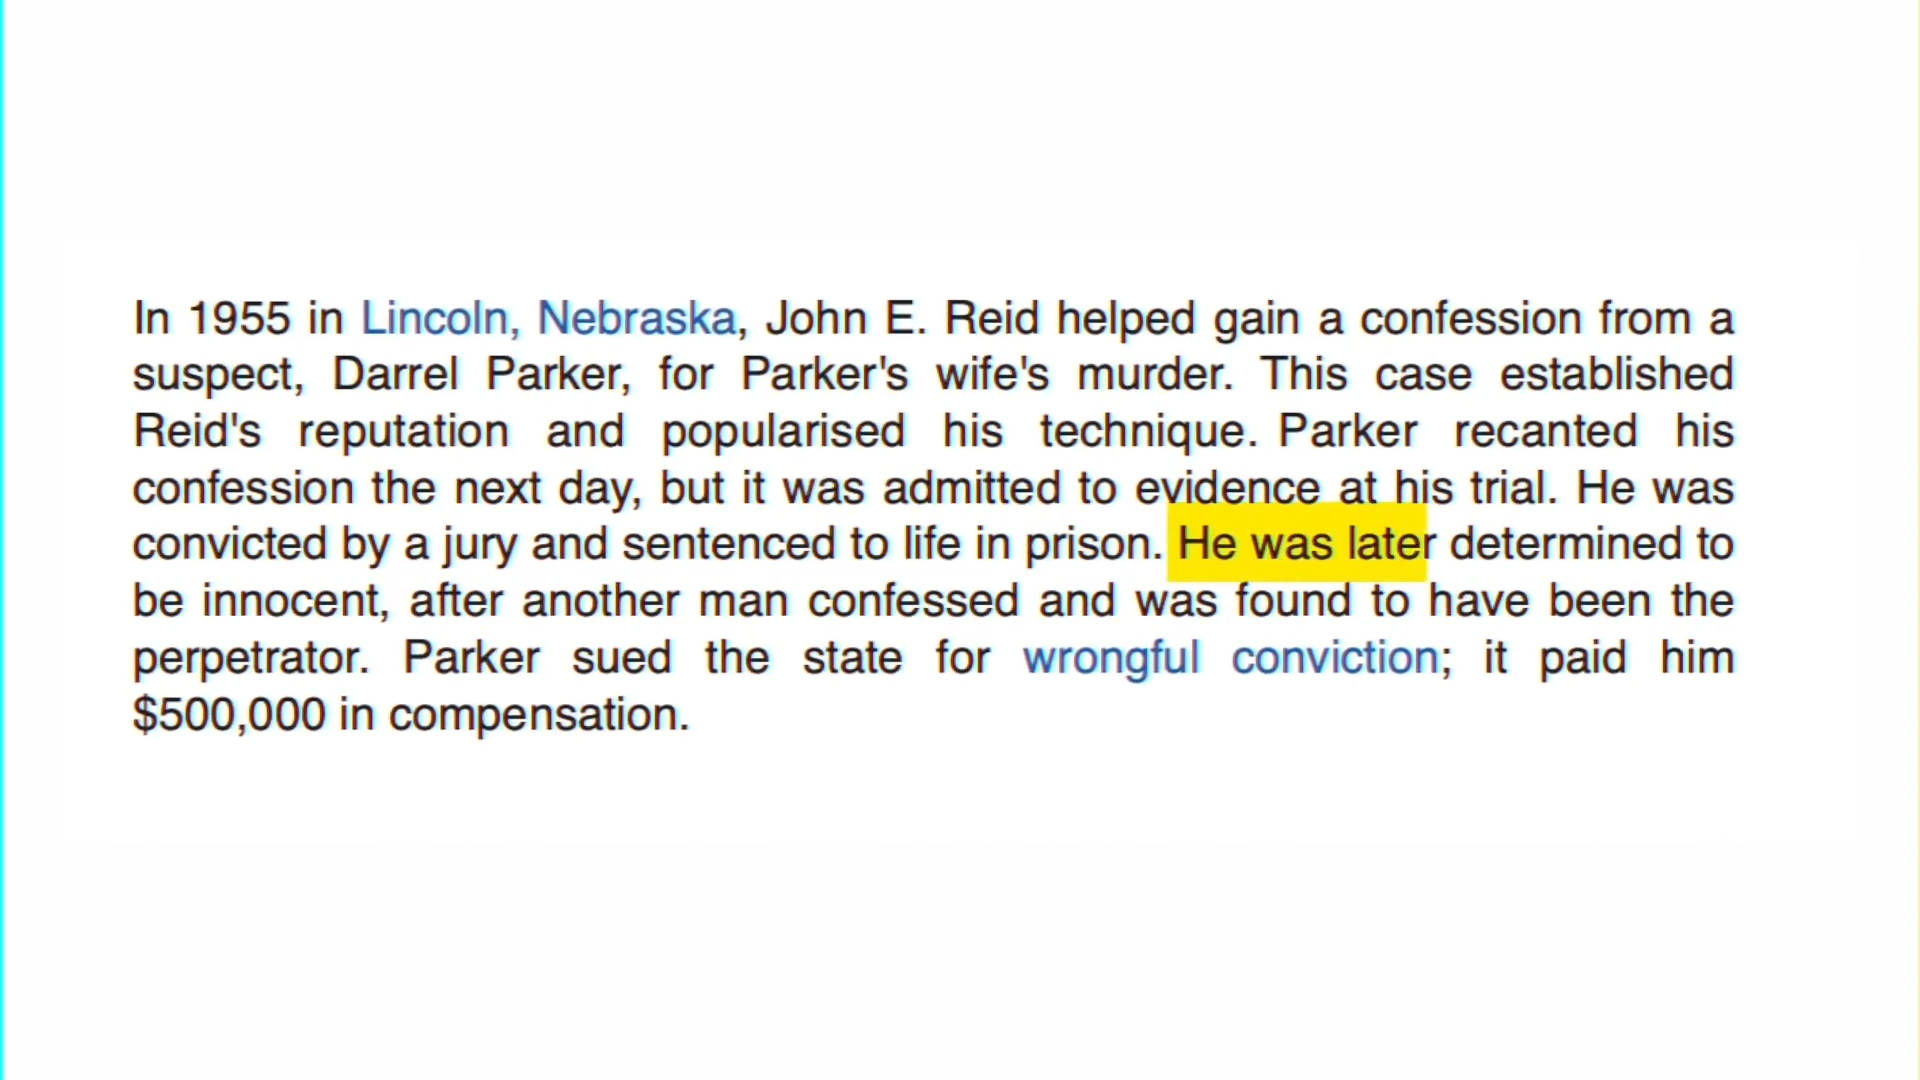 In 1955 in Lincoln, Nebraska, John E. Reid helped gain a confession from a
suspect, Darrel Parker, for Parker's wife's murder. This case established
Reid's reputation and popularised his technique. Parker recanted his
confession the next day, but it was admitted to evidence at his trial. He was
convicted by a jury and sentenced to life in prison. He was later determined to
be innocent, after another man confessed and was found to have been the
perpetrator. Parker sued the state for wrongful conviction; it paid him
$500,000 in compensation.